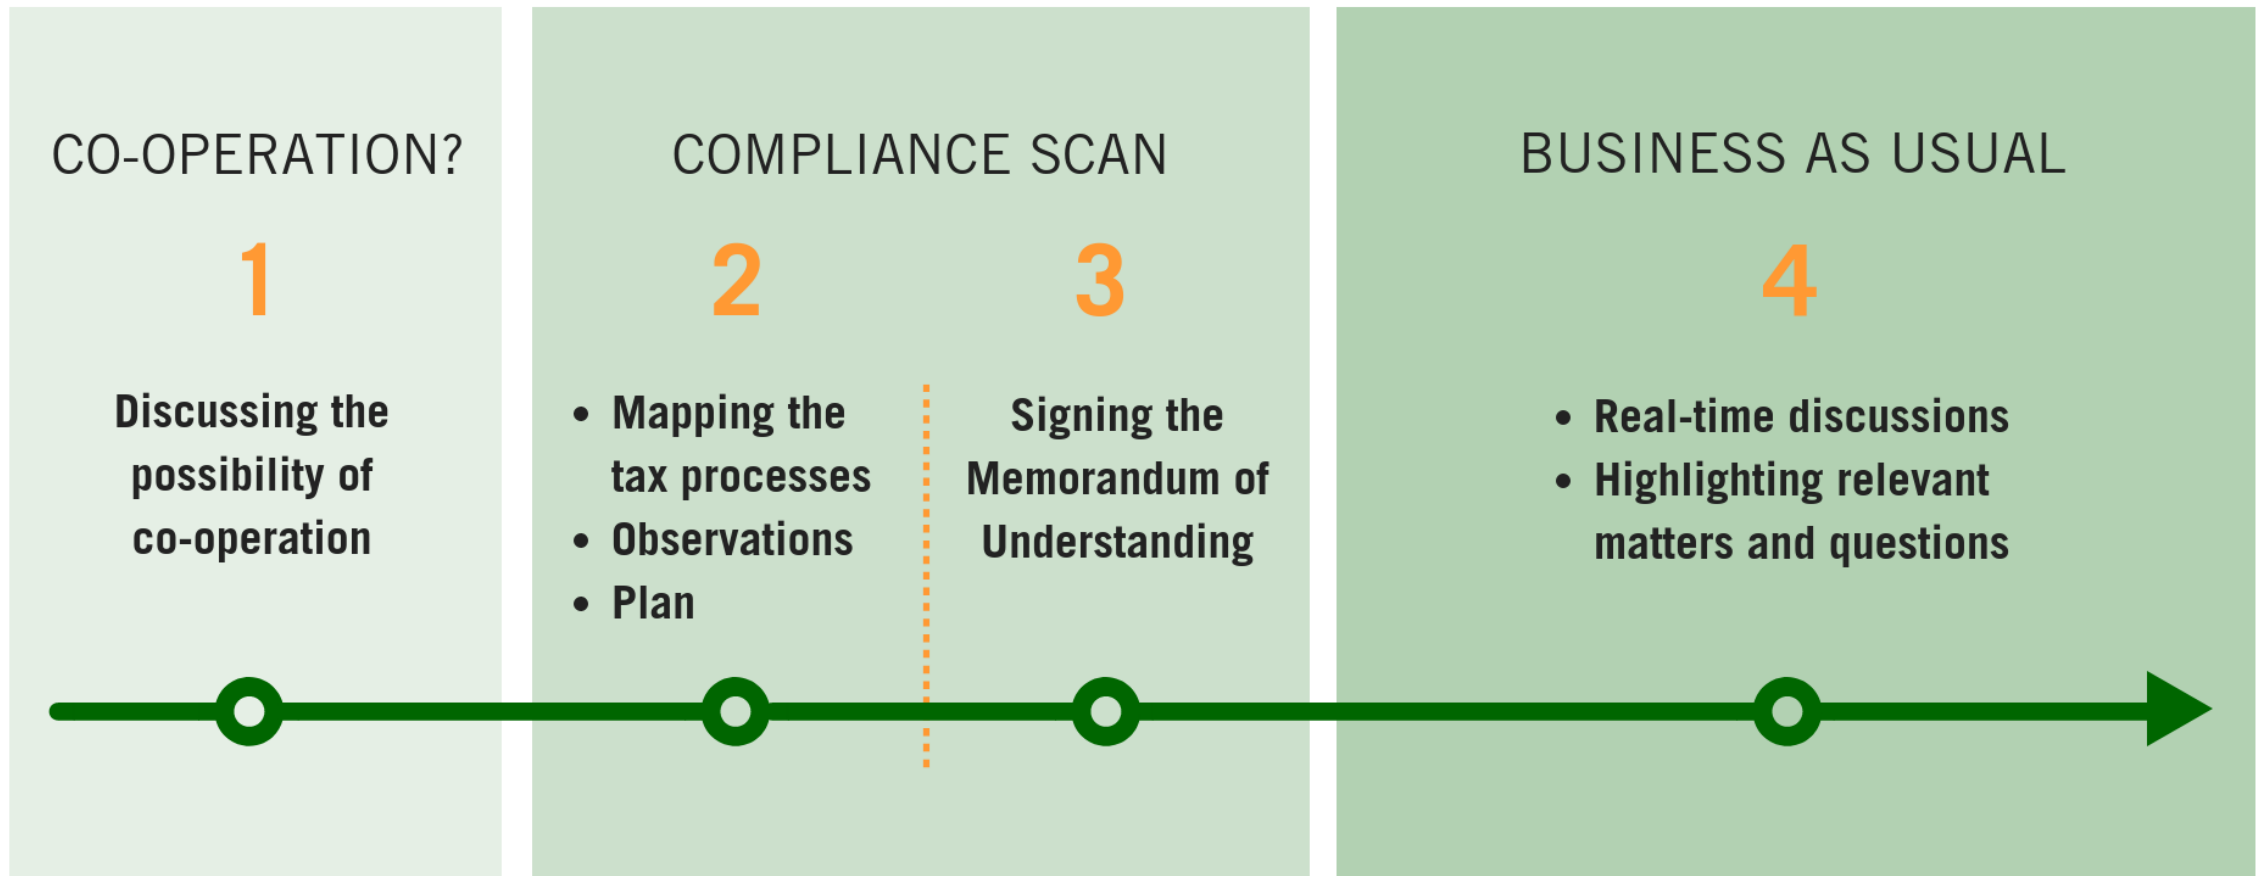 CO-OPERATION?
1
Discussing the
possibility of
co-operation
COMPLIANCE SCAN
2
• Mapping the
tax processes
• Observations
• Plan
3
Signing the
Memorandum of
Understanding
BUSINESS AS USUAL
4
• Real-time discussions
• Highlighting relevant
matters and questions